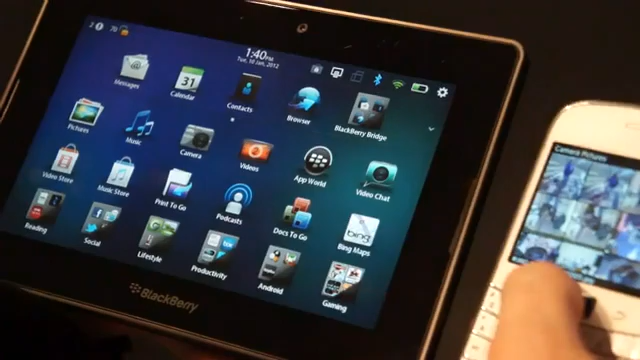 1:40PM
Tue, 10 Jan, 2012
31
Messages
Calendar
Contacts
Browser
BlackBerry Bridge
Pictures
Music
Camera
Videos
App World
Video Chat
Video Store
Music Store
Print To Go
Podcasts
Docs To Go
Bing Maps
bing
Reading
Social
Lifestyle
Productivity
Android
Gaming
BlackBerry
Camera Pictures